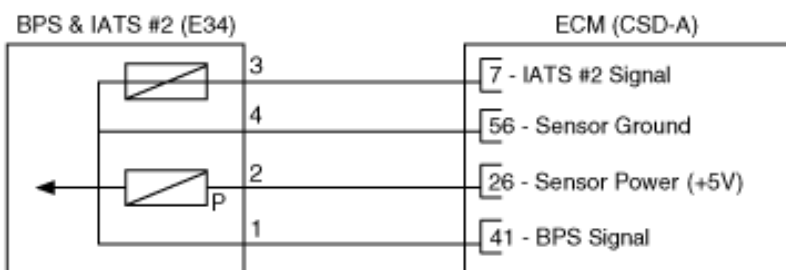 BPS & IATS #2 (E34) ECM (CSD-A)
3 7 - IATS #2 Signal
4 56 - Sensor Ground
2 26 - Sensor Power (+5V)
P
1 41 - BPS Signal